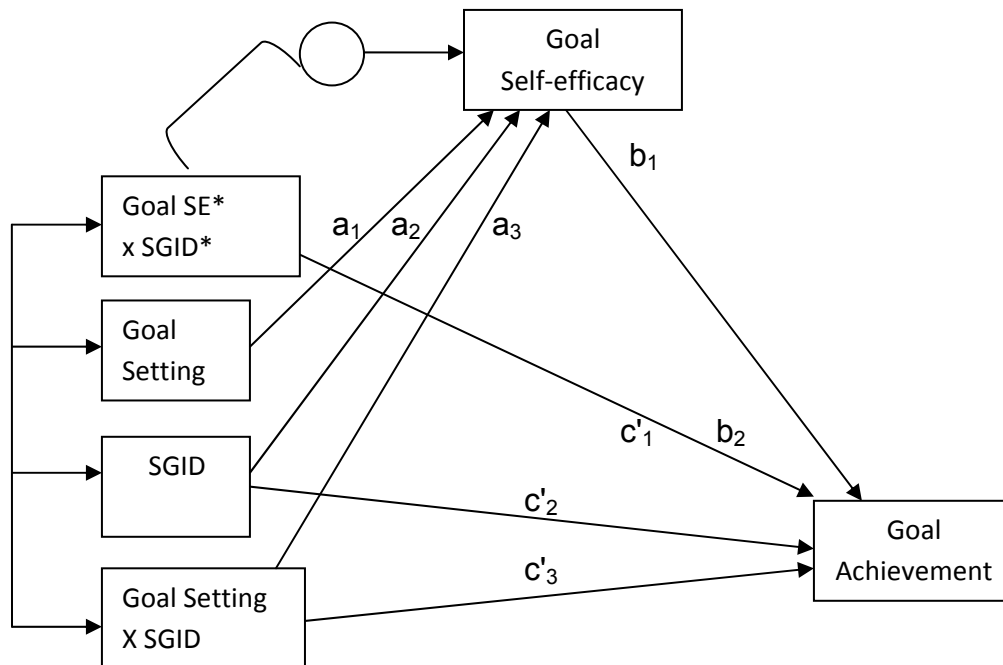 Goal
Self-efficacy
b1
Goal SE*
x SGID*
a1
a2
a3
Goal
Setting
c'1
b2
SGID
c'2
Goal
Achievement
c'3
Goal Setting
X SGID